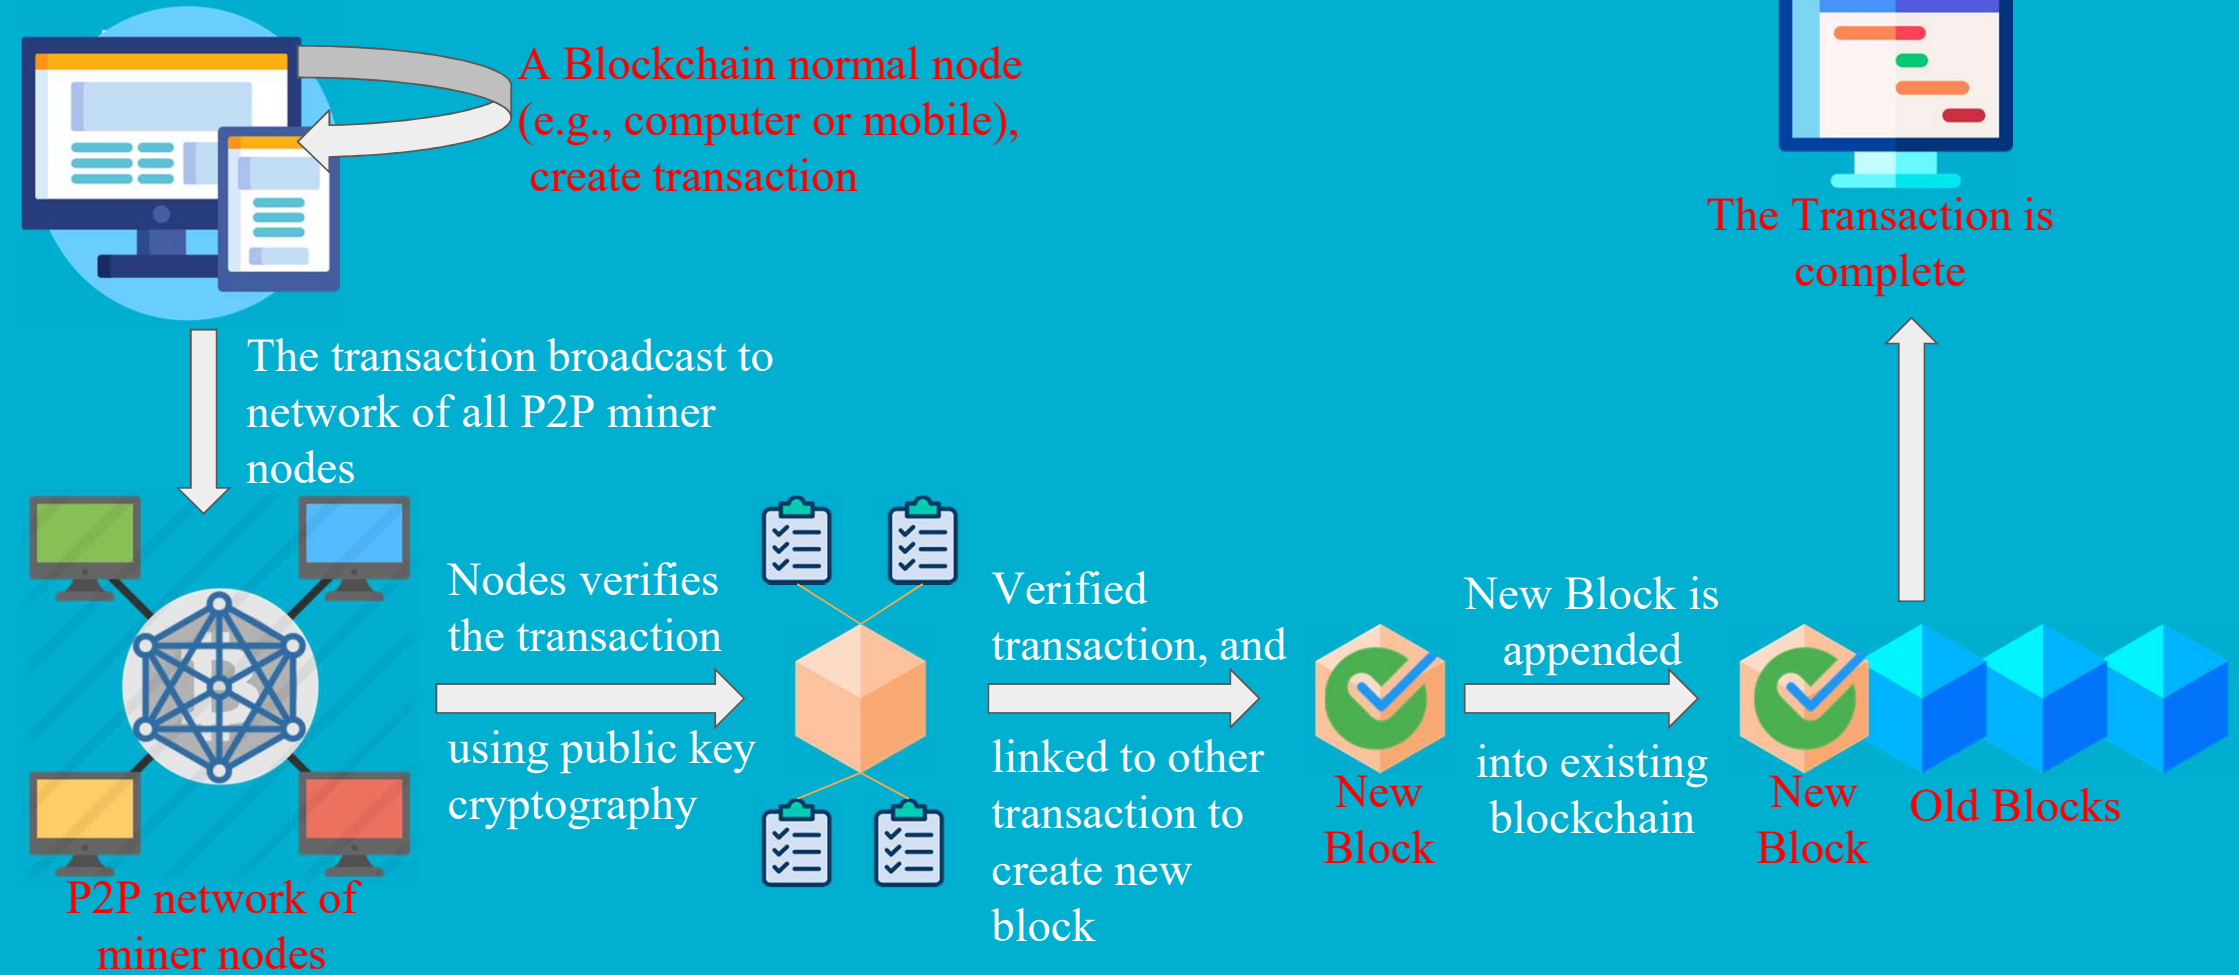 A Blockchain normal node
(e.g., computer or mobile),
create transaction
The Transaction is
complete
The transaction broadcast to
network of all P2P miner
nodes
Nodes verifies
the transaction
using public key
cryptography
Verified
transaction, and
linked to other
transaction to
create new
block
New Block is
appended
into existing
blockchain
New
Block
New
Block
Old Blocks
P2P network of
miner nodes